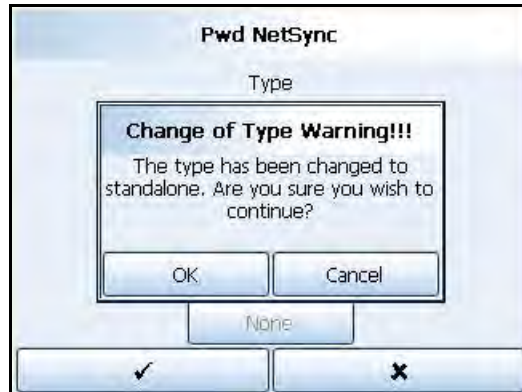 Pwd NetSync
Type
Change of Type Warning!!!
The type has been changed to
standalone. Are you sure you wish to
continue?
OK Cancel
None